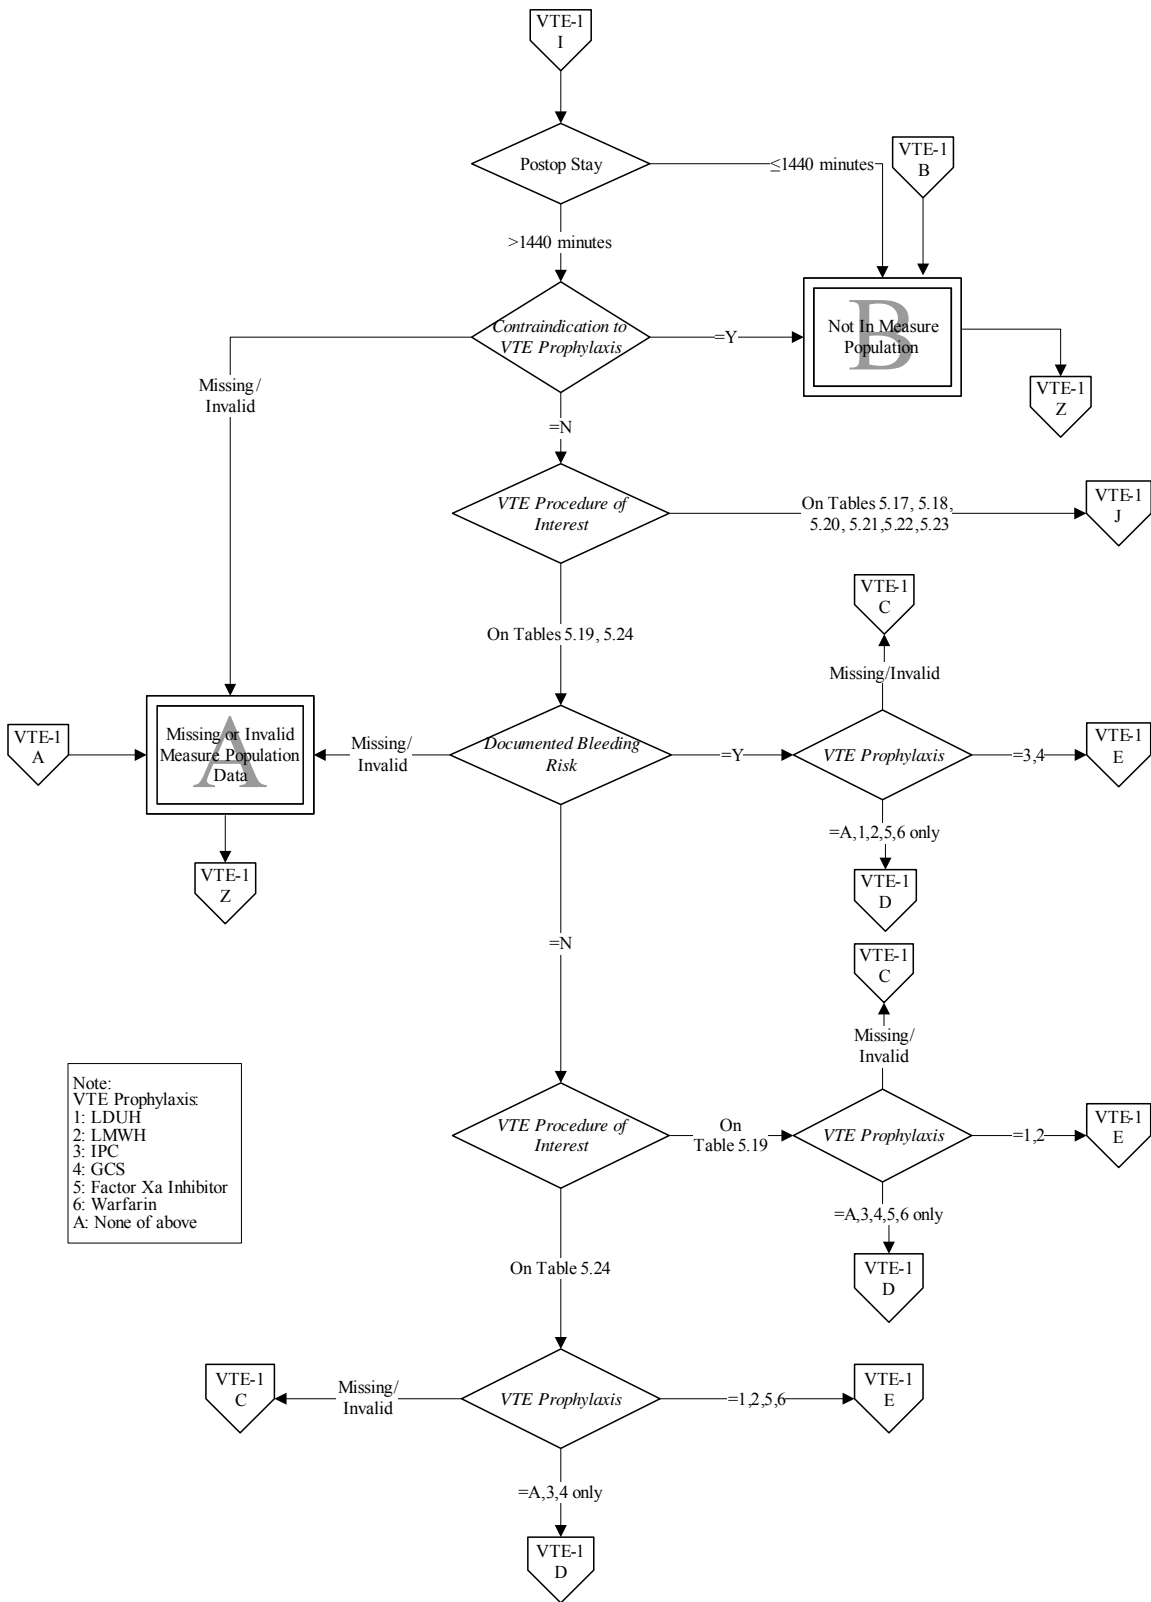 VTE-1
I
Postop Stay
≤1440 minutes
VTE-1
B
>1440 minutes
Contraindication to
VTE Prophylaxis
=Y
B
Not In Measure
Population
Missing/
Invalid
VTE-1
Z
=N
VTE Procedure of
Interest
On Tables 5.17, 5.18,
5.20, 5.21,5.22,5.23
VTE-1
J
VTE-1
C
On Tables 5.19, 5.24
Missing/Invalid
VTE-1
A
A
Missing or Invalid
Measure Population
Data
Missing/
Invalid
Documented Bleeding
Risk
=Y
VTE Prophylaxis
=3,4
VTE-1
E
=A,1,2,5,6 only
VTE-1
Z
VTE-1
D
=N
VTE-1
C
Missing/
Invalid
Note:
VTE Prophylaxis:
1: LDUH
2: LMWH
3: IPC
4: GCS
5: Factor Xa Inhibitor
6: Warfarin
A: None of above
VTE Procedure of
Interest
On
Table 5.19
VTE Prophylaxis
=1,2
VTE-1
E
=A,3,4,5,6 only
VTE-1
D
On Table 5.24
VTE-1
C
Missing/
Invalid
VTE Prophylaxis
=1,2,5,6
VTE-1
E
=A,3,4 only
VTE-1
D